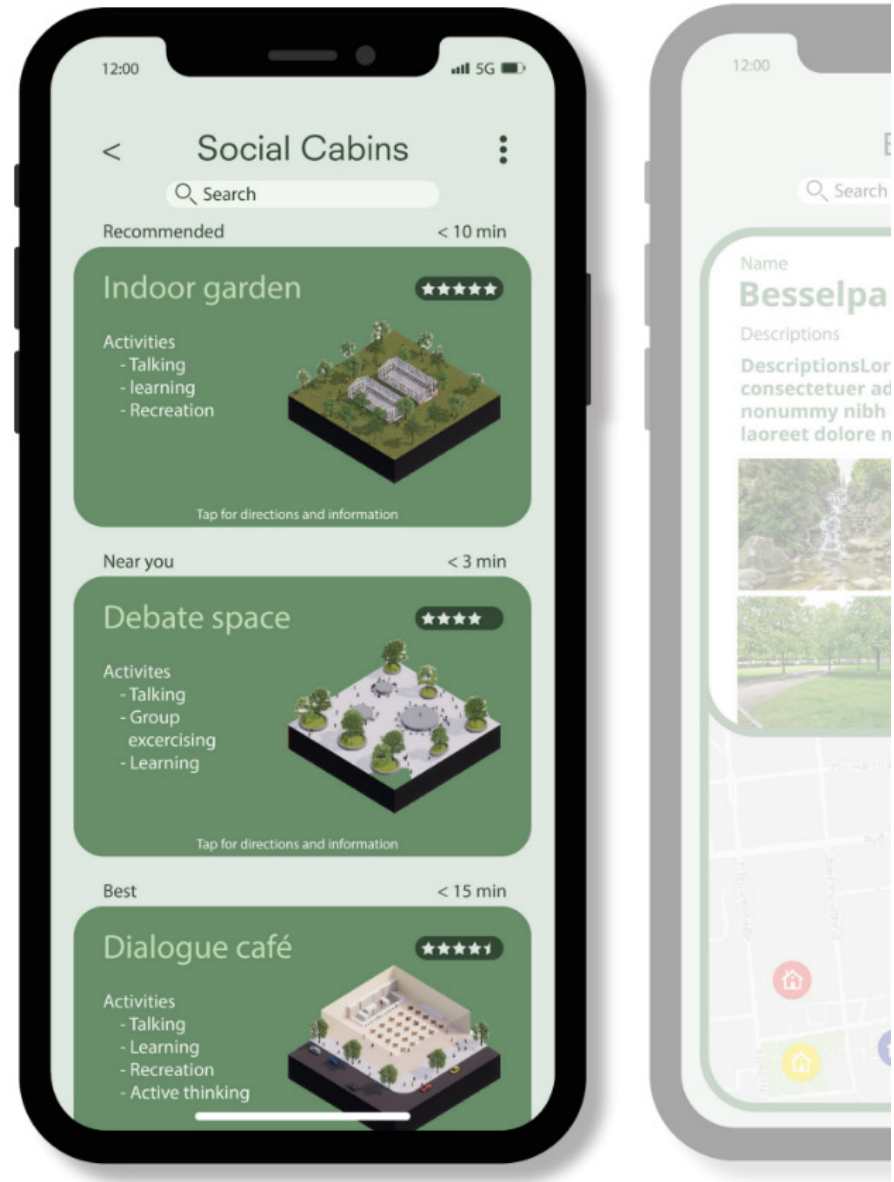 12:00
5G
< Social Cabins
Search
Recommended < 10 min
Indoor garden
Activities
- Talking
- learning
- Recreation
Tap for directions and information
Near you < 3 min
Debate space
Activites
- Talking
- Group
excercising
- Learning
Tap for directions and information
Best < 15 min
Dialogue café
Activities
- Talking
- Learning
- Recreation
- Active thinking
12:00
Search
Name
Besselpa
Descriptions
DescriptionsLor
consectetuer ad
nonummy nibh
laoreet dolore